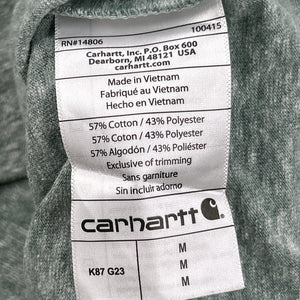 RN#14806 100415
Carhartt, Inc. P.O. Box 600
Dearborn, MI 48121 USA
carhartt.com
Made in Vietnam
Fabriqué au Vietnam
Hecho en Vietnam
57% Cotton / 43% Polyester
57% Coton / 43% Polyester
57% Algodón / 43% Poliéster
Exclusive of trimming
Sans garniture
Sin incluir adorno
carhartt
K87 G23 M
M
M